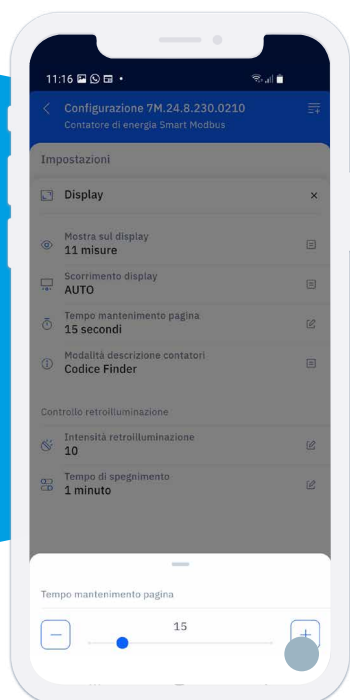 11:16
Configurazione 7M.24.8.230.0210
Contatore di energia Smart Modbus
Impostazioni
Display
Mostra sul display
11 misure
Scorrimento display
AUTO
Tempo mantenimento pagina
15 secondi
Modalità descrizione contatori
Codice Finder
Controllo retroilluminazione
Intensità retroilluminazione
10
Tempo di spegnimento
1 minuto
Tempo mantenimento pagina
15